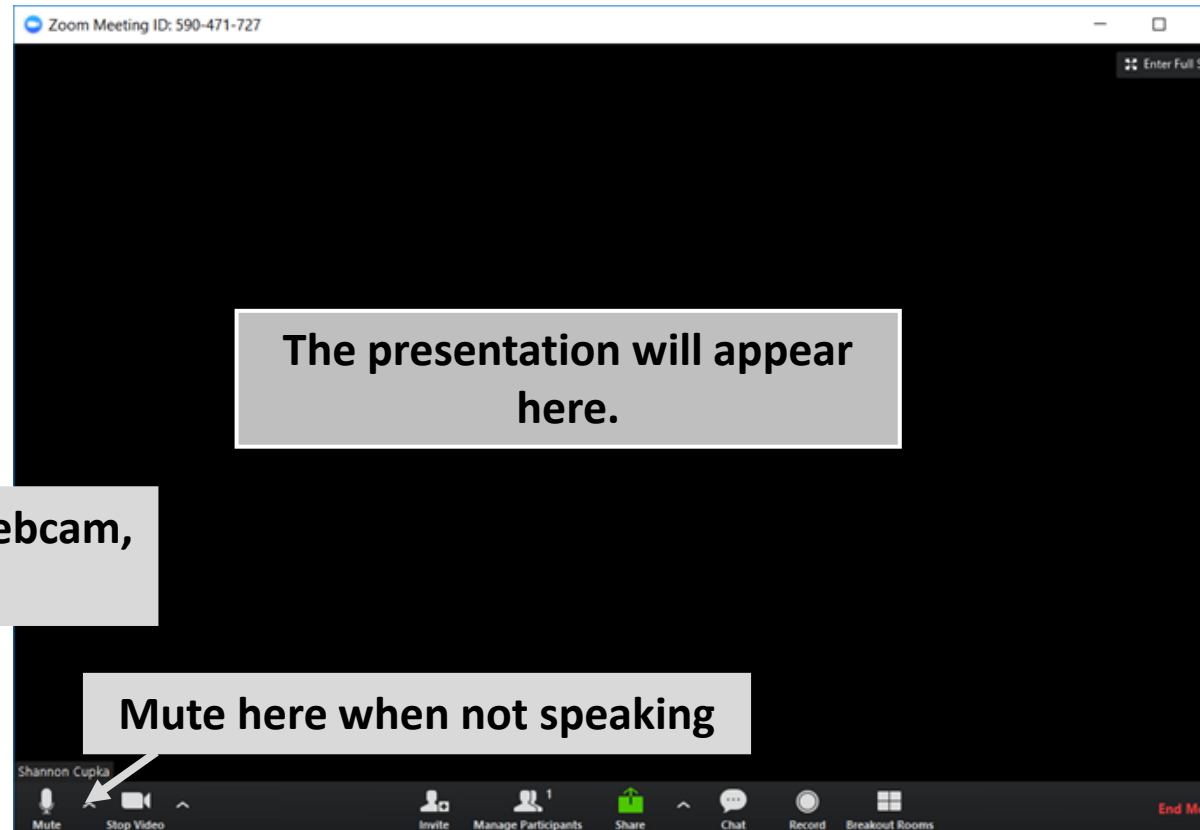 Zoom Meeting ID: 590-471-727
Enter Full
The presentation will appear
here.
Mute here when not speaking
Shannon Cupka
1
Mute Stop Video Invite Manage Participants Share Chat Record Breakout Rooms End